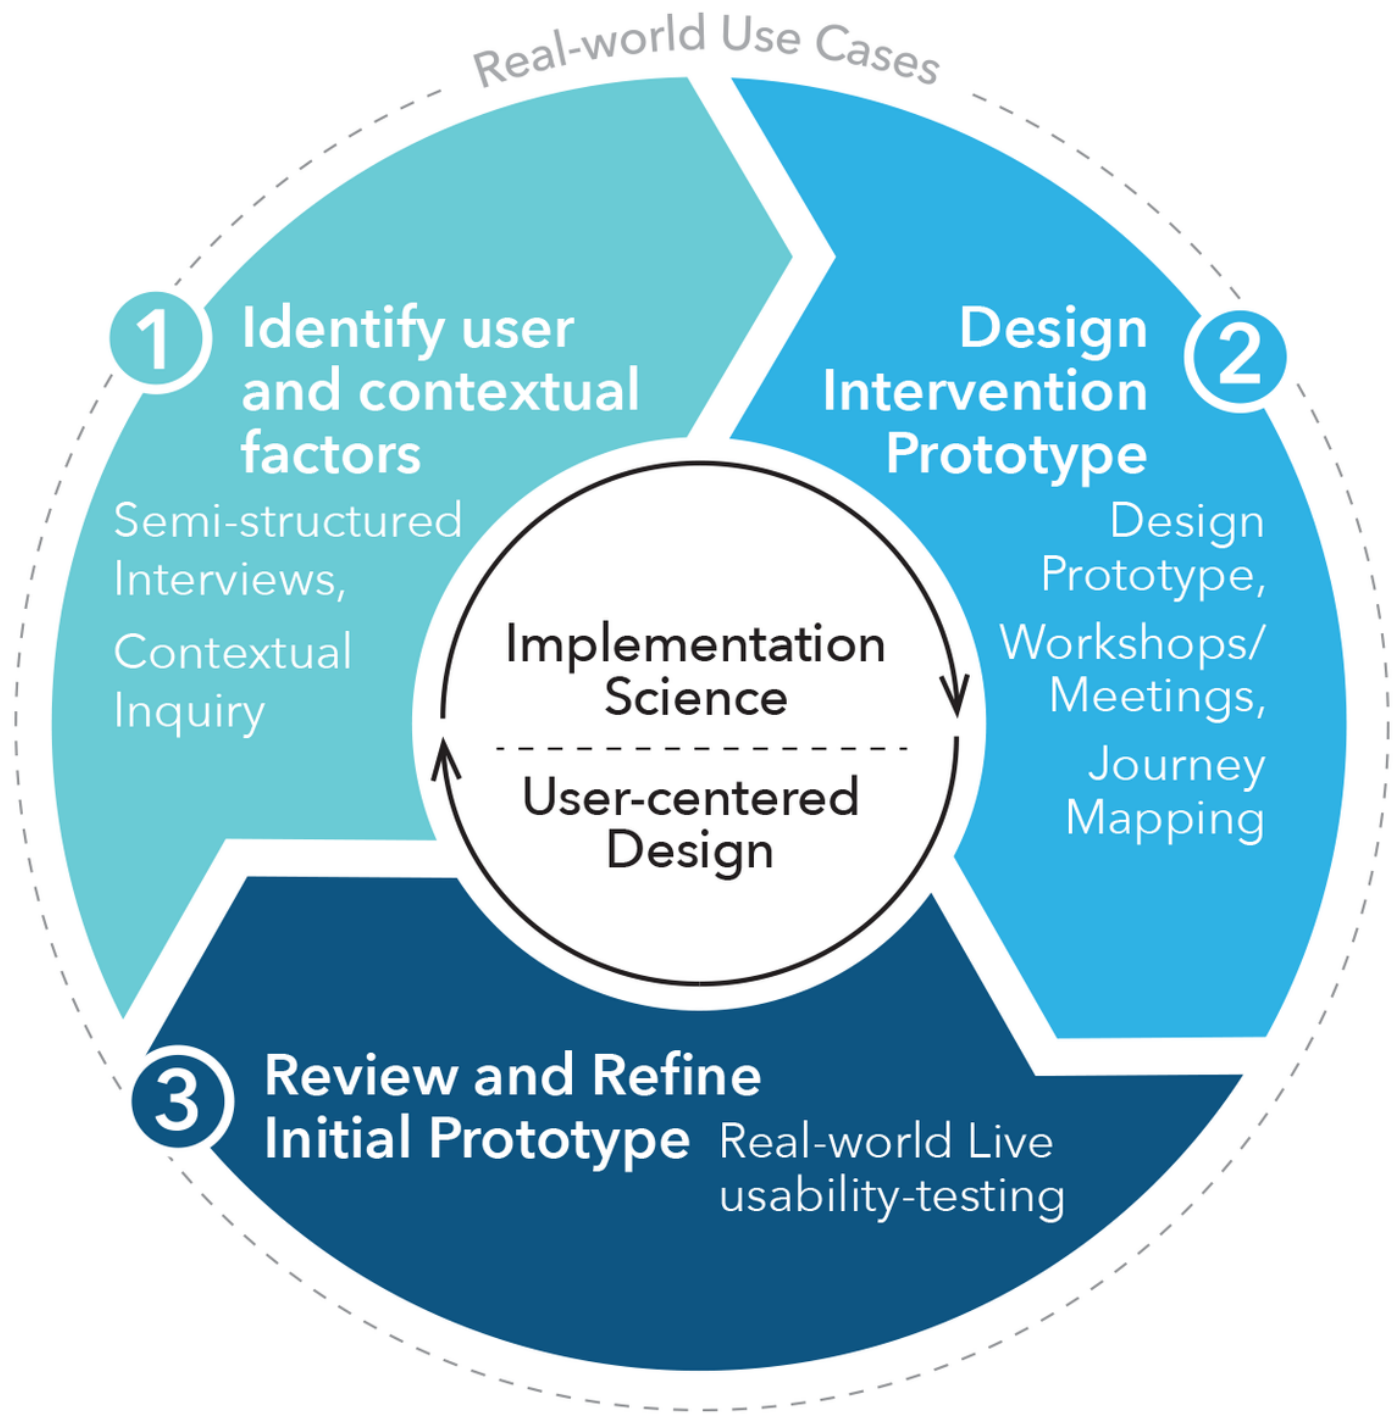 Real-world Use Cases
1
Identify user
and contextual
factors
Semi-structured
Interviews,
Contextual
Inquiry
2
Design
Intervention
Prototype
Design
Prototype,
Workshops/
Meetings,
Journey
Mapping
Implementation
Science
User-centered
Design
3
Review and Refine
Initial Prototype
Real-world Live
usability-testing